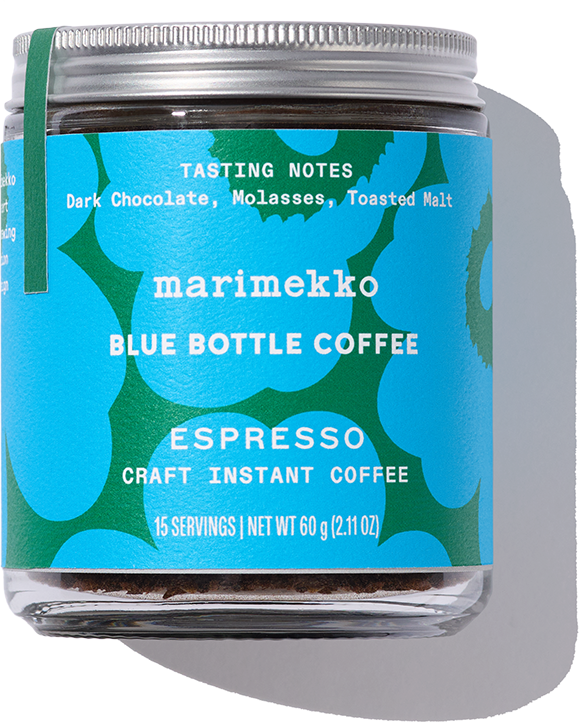 TASTING NOTES
Dark Chocolate, Molasses, Toasted Malt
marimekko
BLUE BOTTLE COFFEE
ESPRESSO
CRAFT INSTANT COFFEE
15 SERVINGS | NET WT 60 g (2.11 OZ)